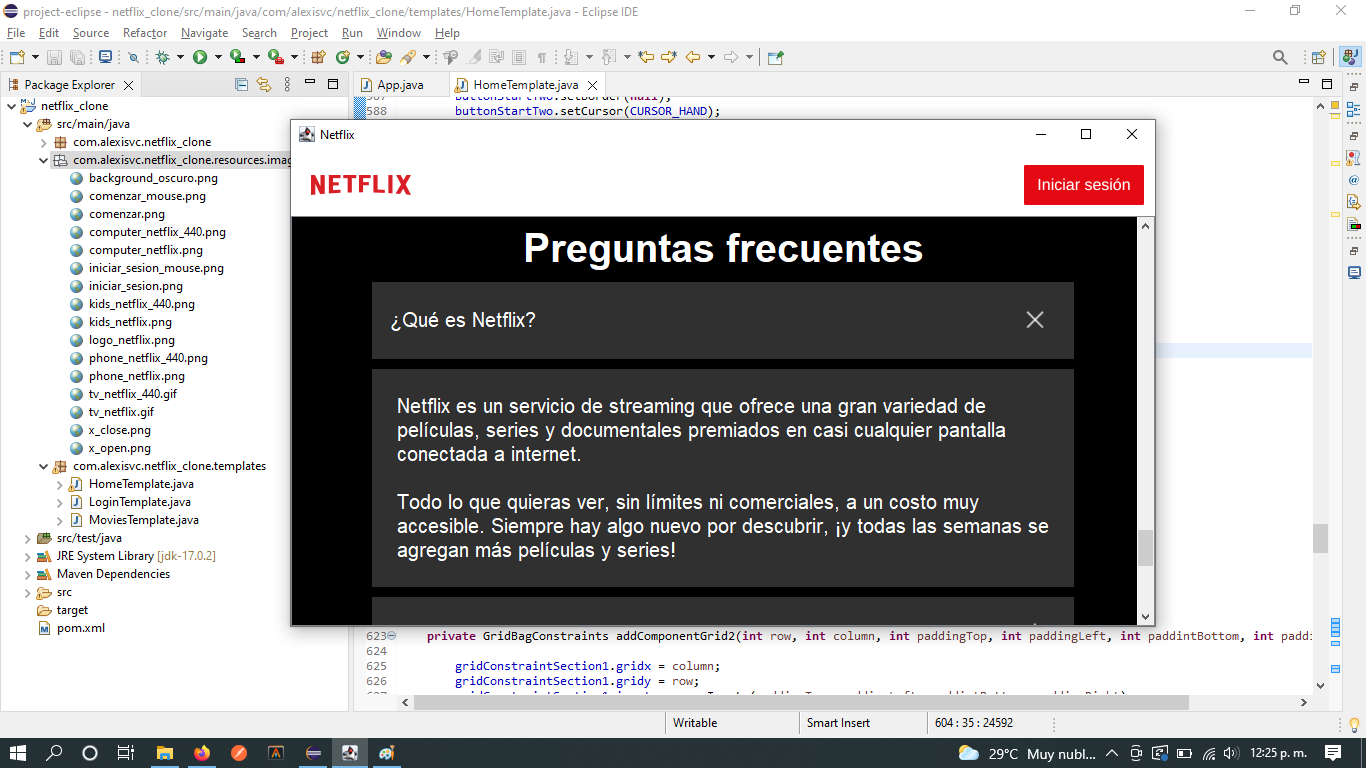 project-eclipse - netflix_clone/src/main/java/com/alexisvc/netflix_clone/templates/HomeTemplate.java - Eclipse IDE
File Edit Source Refactor Navigate Search Project Run Window Help
Package Explorer
netflix_clone
src/main/java
com.alexisvc.netflix_clone
com.alexisvc.netflix_clone.resources.imag
background_oscuro.png
comenzar_mouse.png
comenzar.png
computer_netflix_440.png
computer_netflix.png
iniciar_sesion_mouse.png
iniciar_sesion.png
kids_netflix_440.png
kids_netflix.png
logo_netflix.png
phone_netflix_440.png
phone_netflix.png
tv_netflix_440.gif
tv_netflix.gif
x_close.png
x_open.png
com.alexisvc.netflix_clone.templates
HomeTemplate.java
LoginTemplate.java
MoviesTemplate.java
src/test/java
JRE System Library [jdk-17.0.2]
Maven Dependencies
src
target
pom.xml
App.java
HomeTemplate.java
587 buttonStartTwo.setBorder(null);
588 buttonStartTwo.setCursor(CURSOR_HAND);
Netflix
NETFLIX
Iniciar sesión
Preguntas frecuentes
¿Qué es Netflix?
Netflix es un servicio de streaming que ofrece una gran variedad de
películas, series y documentales premiados en casi cualquier pantalla
conectada a internet.
Todo lo que quieras ver, sin límites ni comerciales, a un costo muy
accesible. Siempre hay algo nuevo por descubrir, ¡y todas las semanas se
agregan más películas y series!
623 private GridBagConstraints addComponentGrid2(int row, int column, int paddingTop, int paddingLeft, int paddintBottom, int paddi
624
625 gridConstraintSection1.gridx = column;
626 gridConstraintSection1.gridy = row;
Writable
Smart Insert
604 : 35 : 24592
29°C Muy nubl...
12:25 p. m.